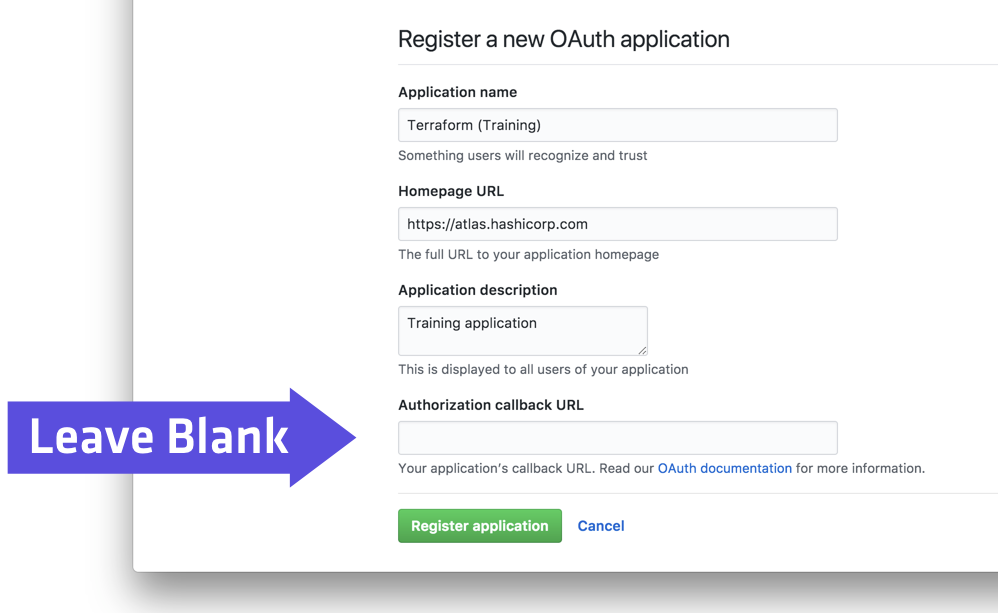 Register a new OAuth application
Application name
Terraform (Training)
Something users will recognize and trust
Homepage URL
https://atlas.hashicorp.com
The full URL to your application homepage
Application description
Training application
This is displayed to all users of your application
Authorization callback URL
Leave Blank
Your application's callback URL. Read our OAuth documentation for more information.
Register application Cancel